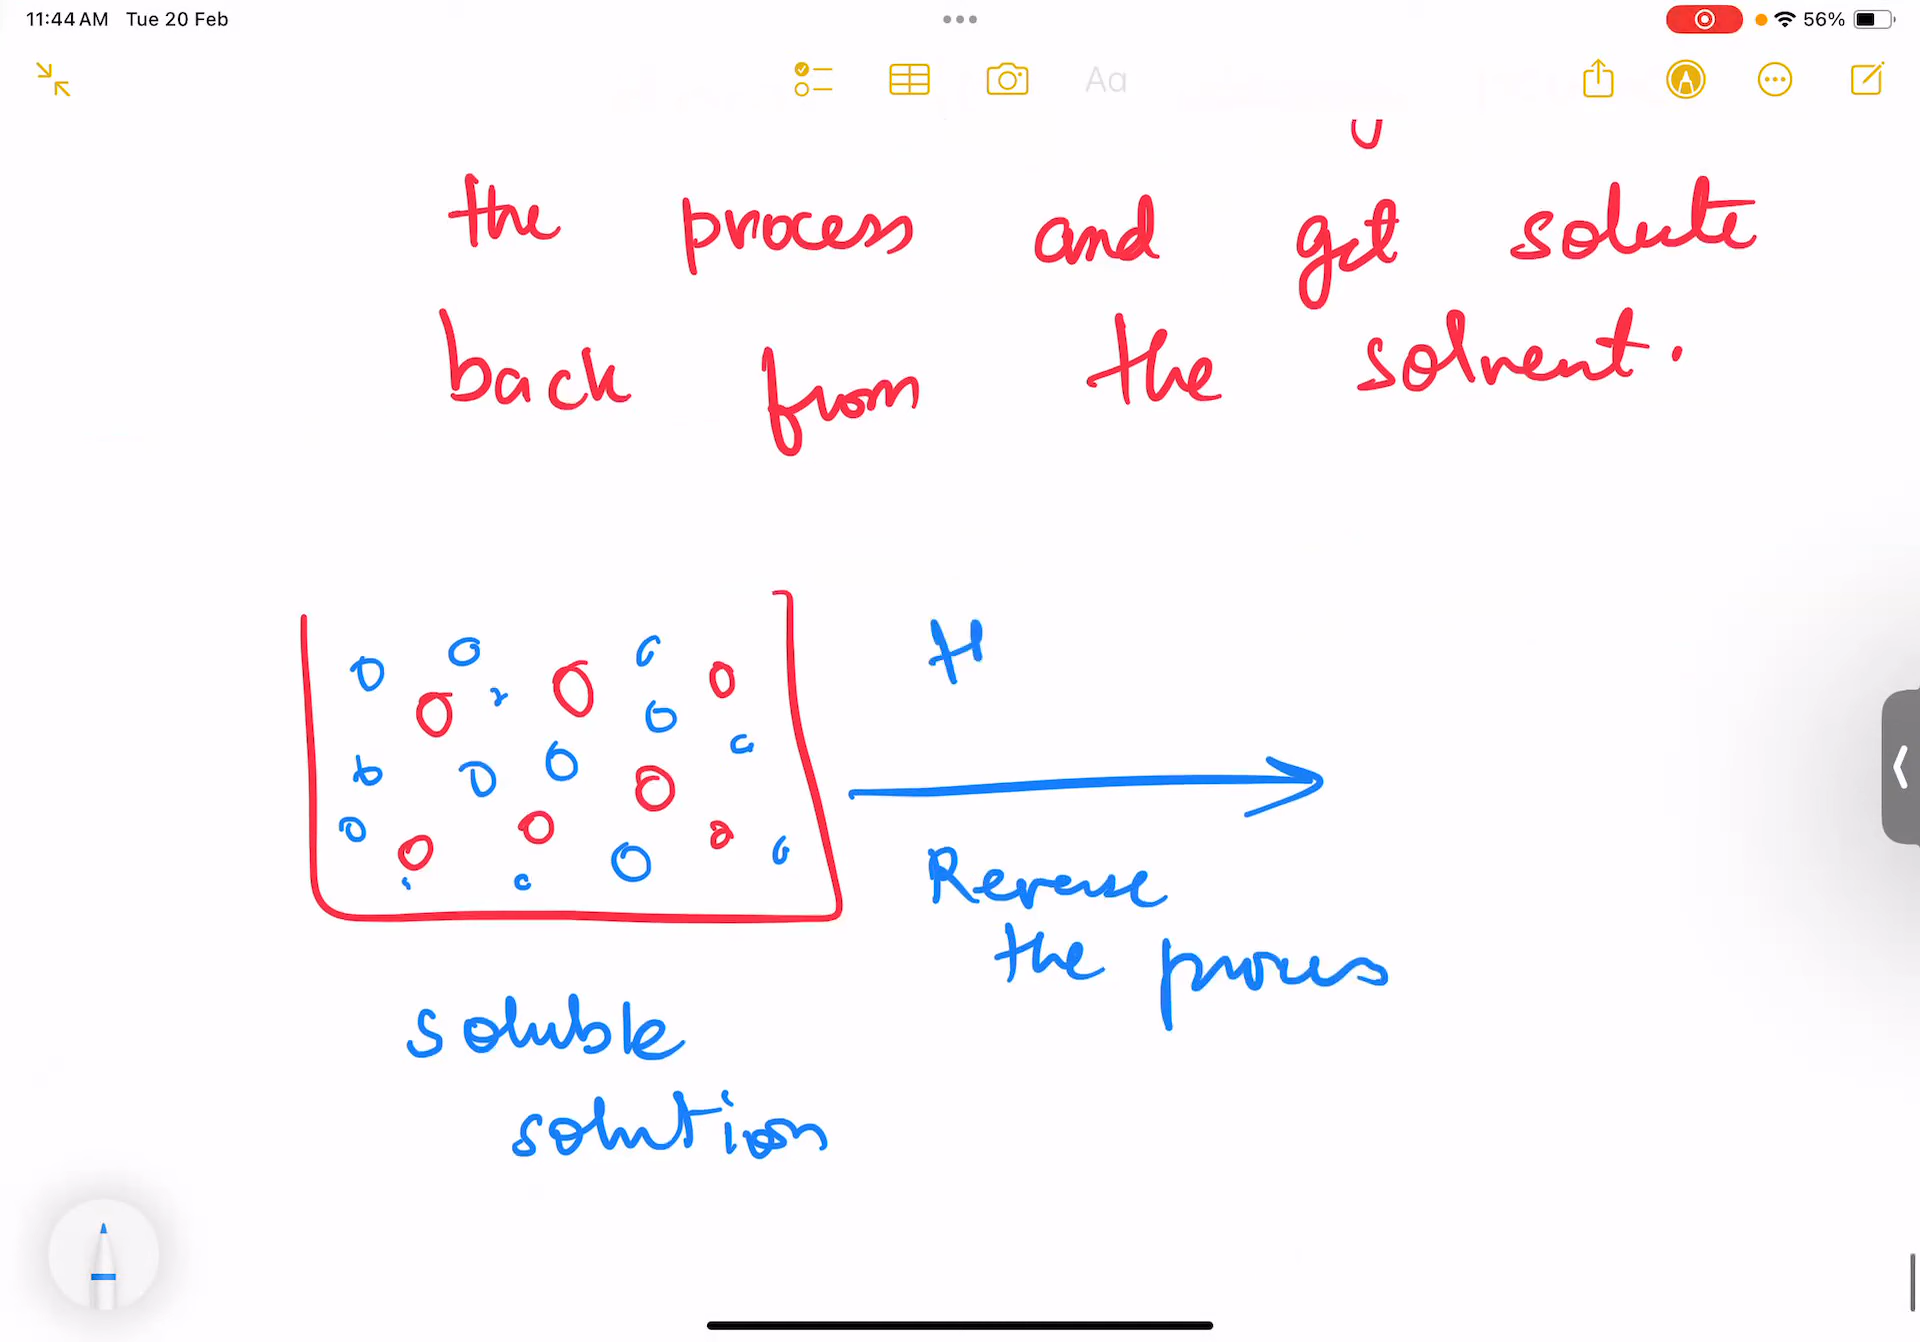 11:44 AM Tue 20 Feb
56%
Aa
the process and get solute
back from the solvent.
H
Reverse
the process
soluble
solution